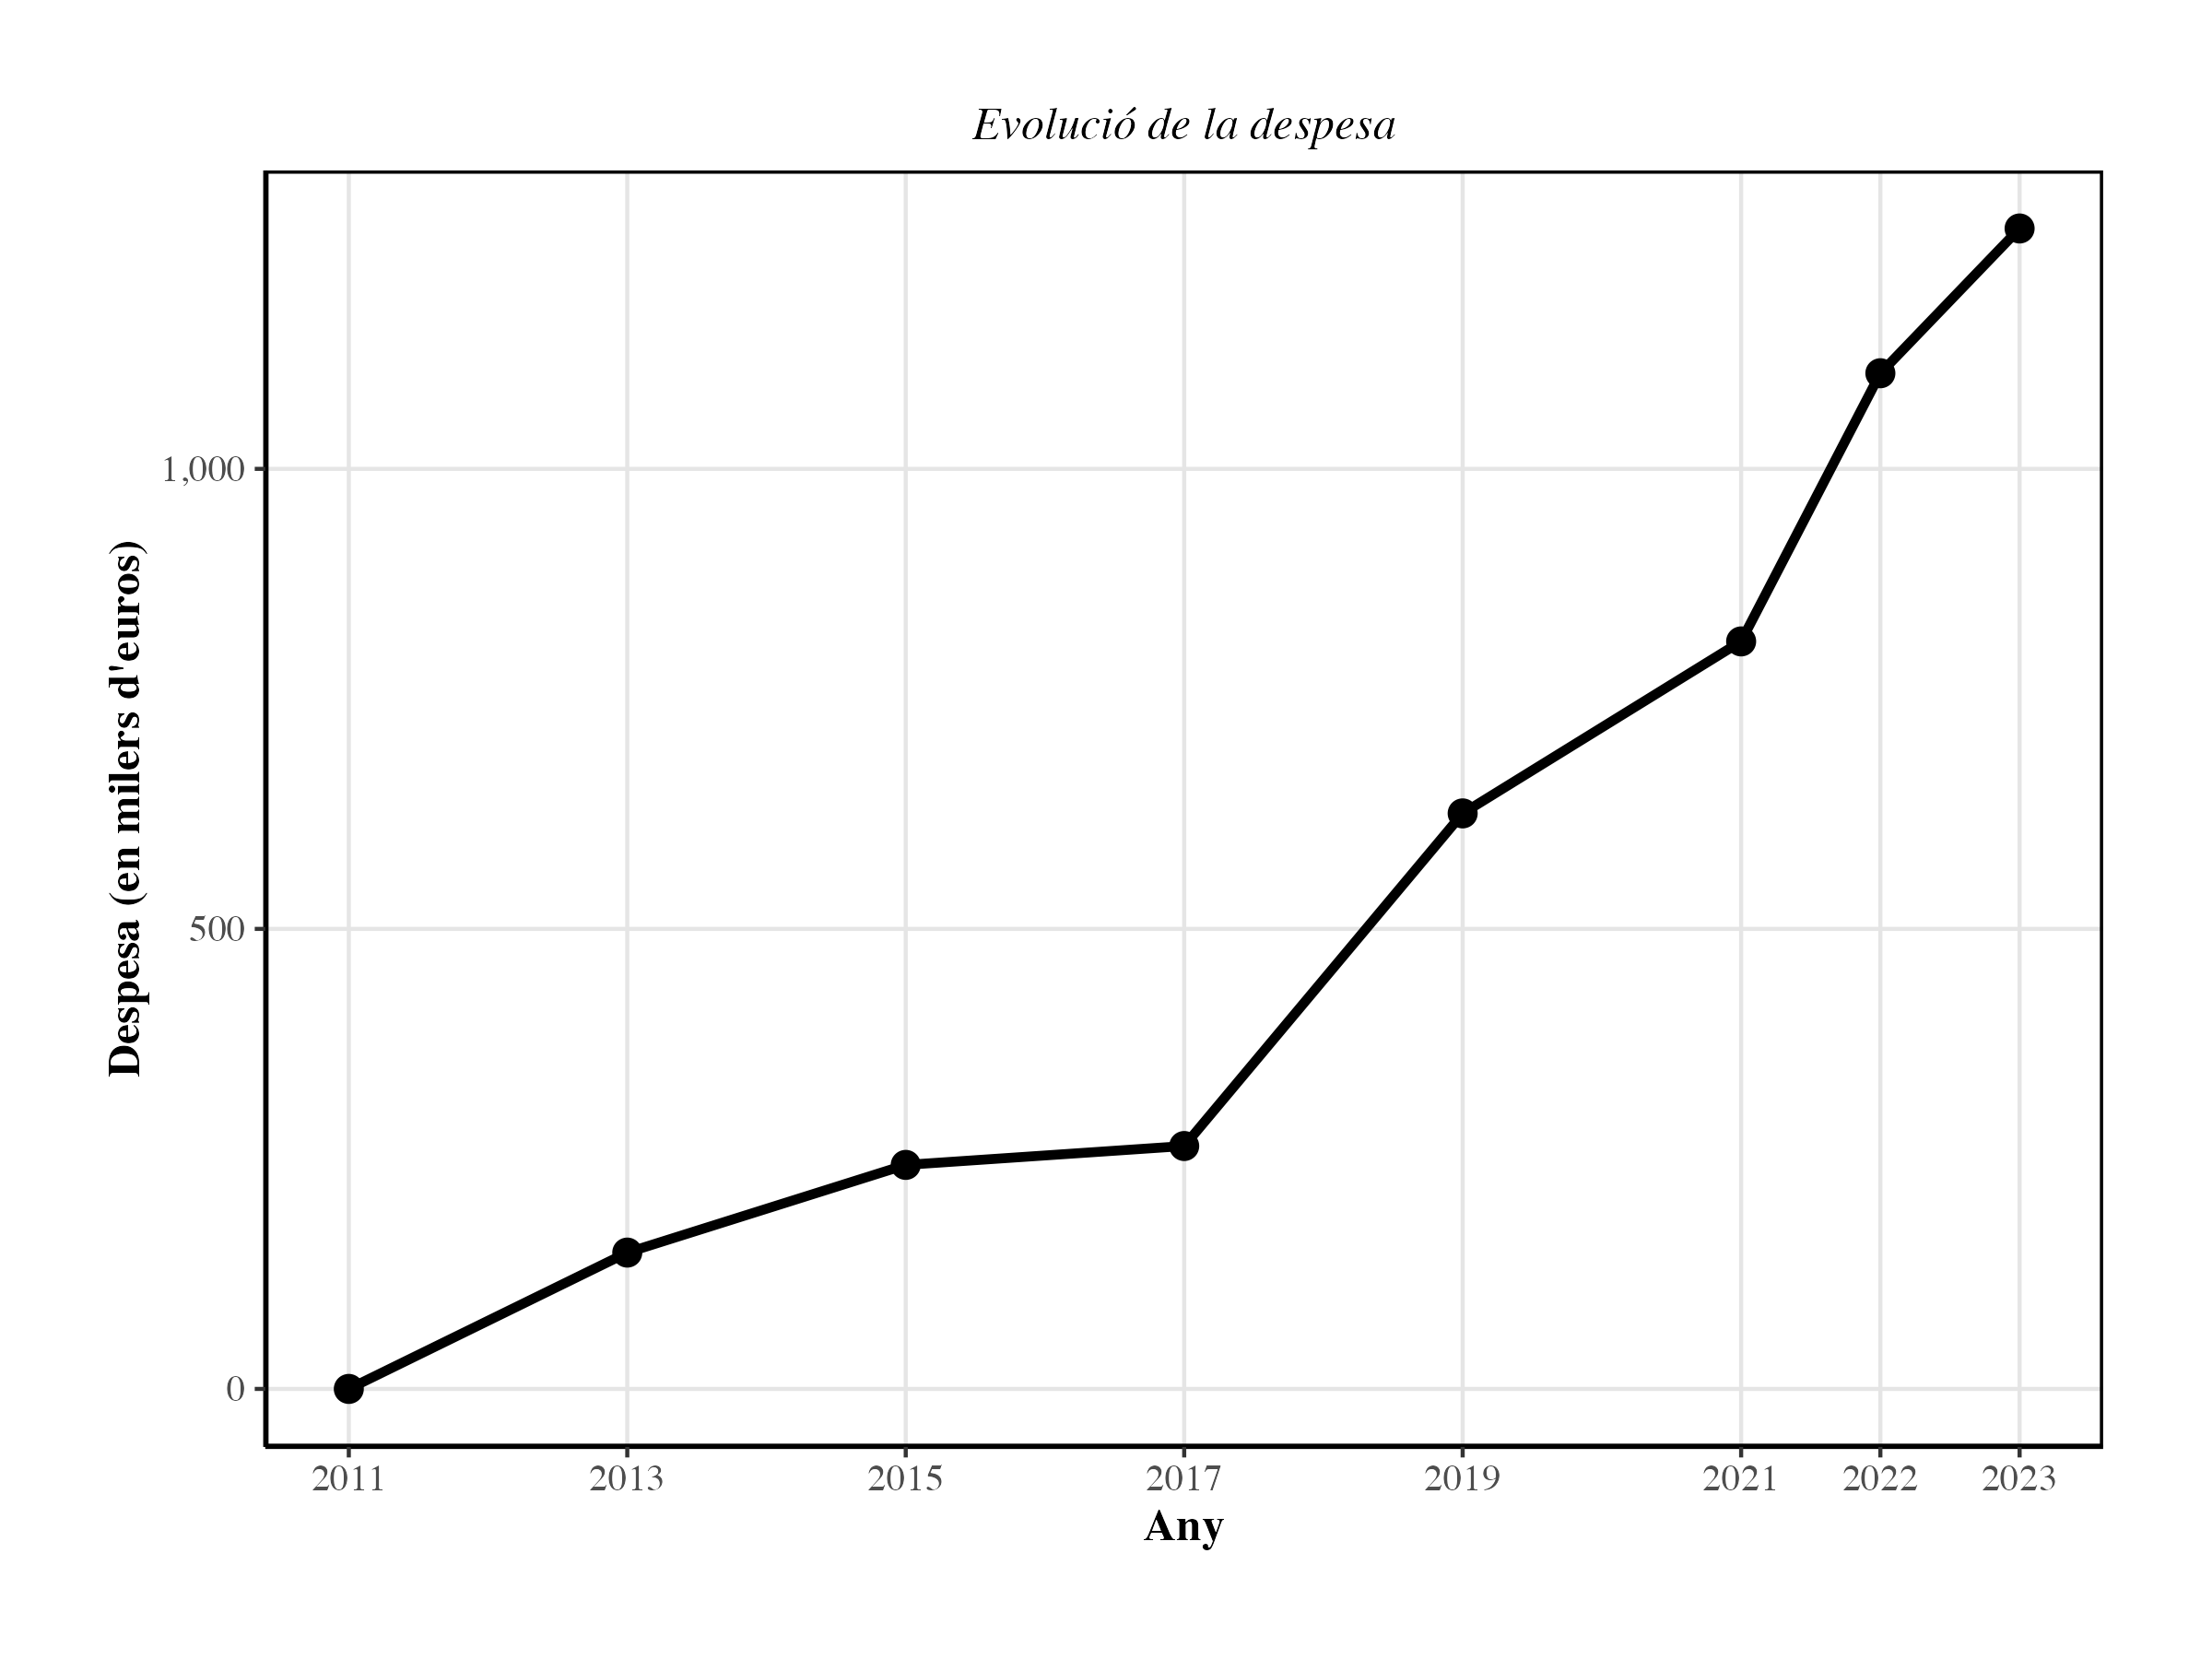 Evolució de la despesa
Despesa (en milers d'euros)
1,000
500
0
2011 2013 2015 2017 2019 2021 2022 2023
Any